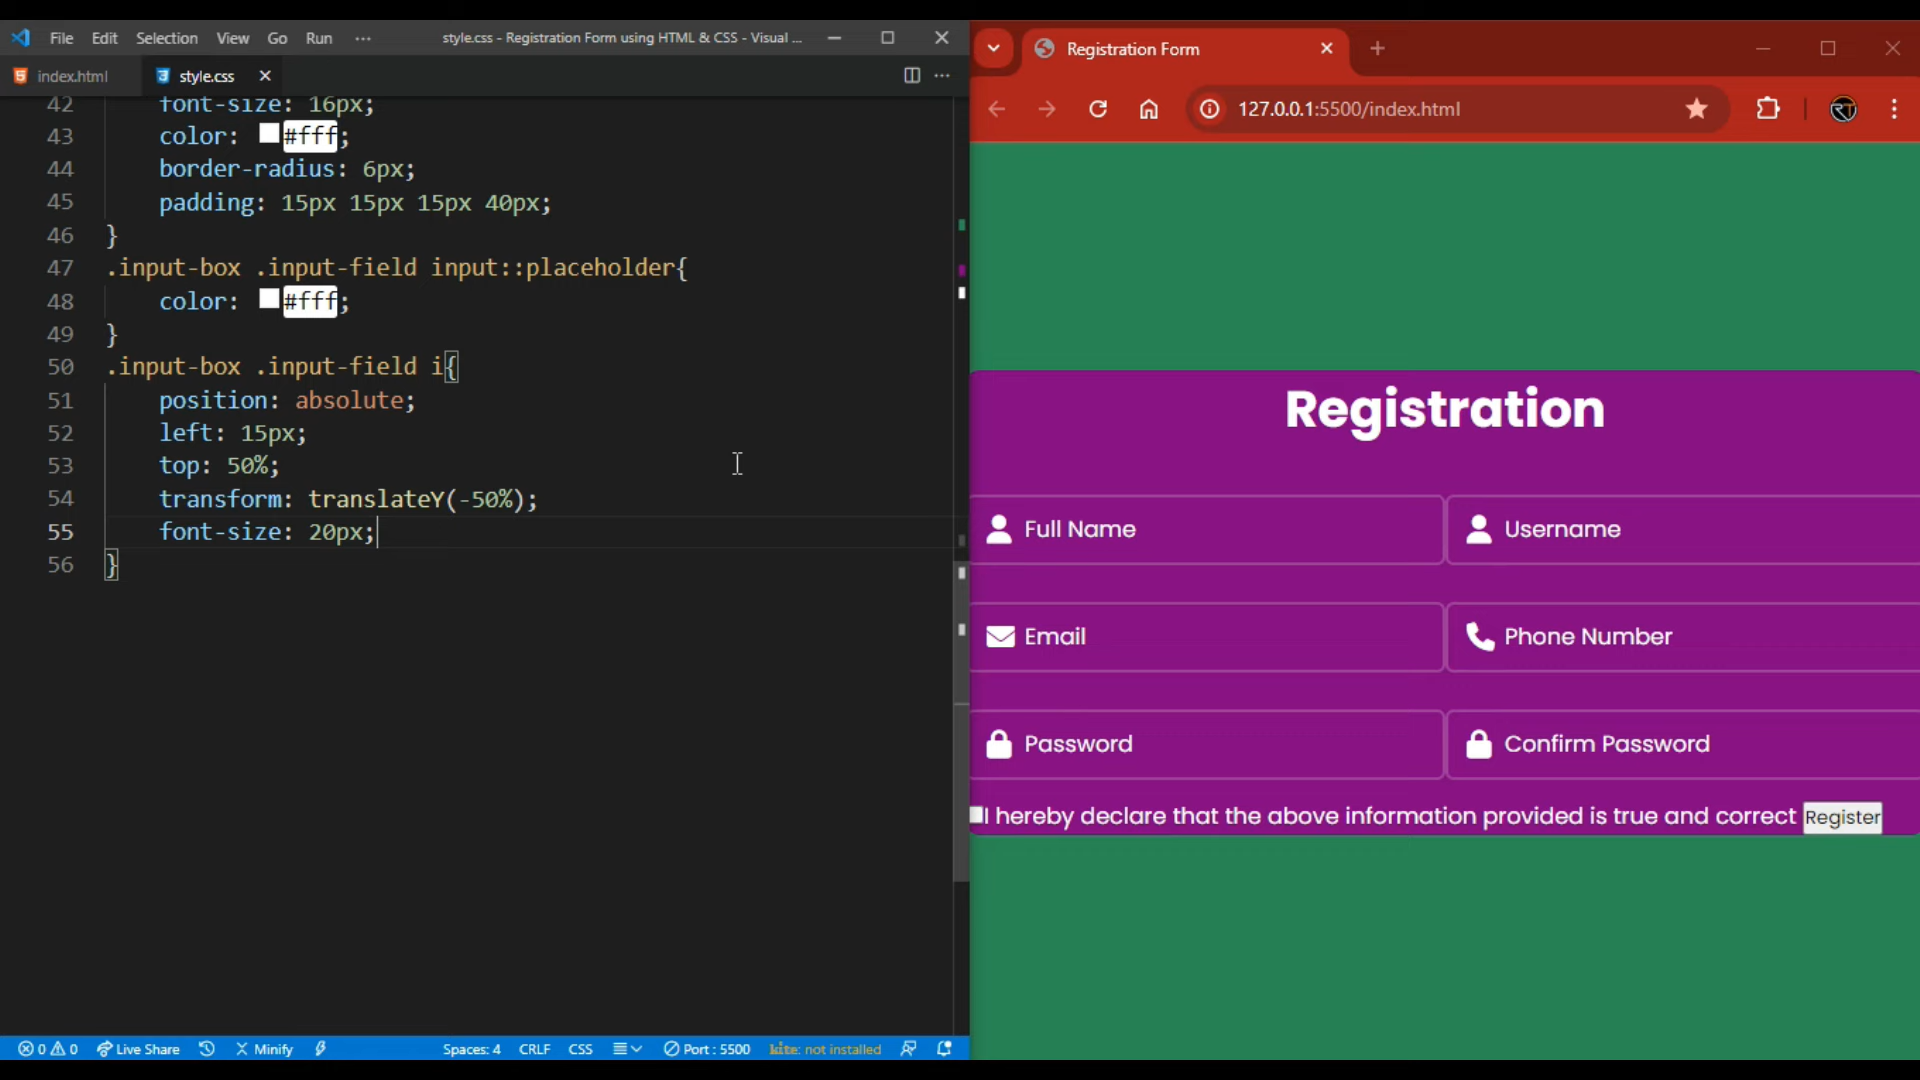 File Edit Selection View Go Run ··· style.css - Registration Form using HTML & CSS - Visual ...
index.html style.css
42 font-size: 16px;
43 color: #fff;
44 border-radius: 6px;
45 padding: 15px 15px 15px 40px;
46 }
47 .input-box .input-field input::placeholder{
48 color: #fff;
49 }
50 .input-box .input-field i{
51 position: absolute;
52 left: 15px;
53 top: 50%;
54 transform: translateY(-50%);
55 font-size: 20px;
56 }
0 0 Live Share Minify Spaces: 4 CRLF CSS Port : 5500 kite: not installed
Registration Form
127.0.0.1:5500/index.html
RT
Registration
Full Name Username
Email Phone Number
Password Confirm Password
I hereby declare that the above information provided is true and correct Register